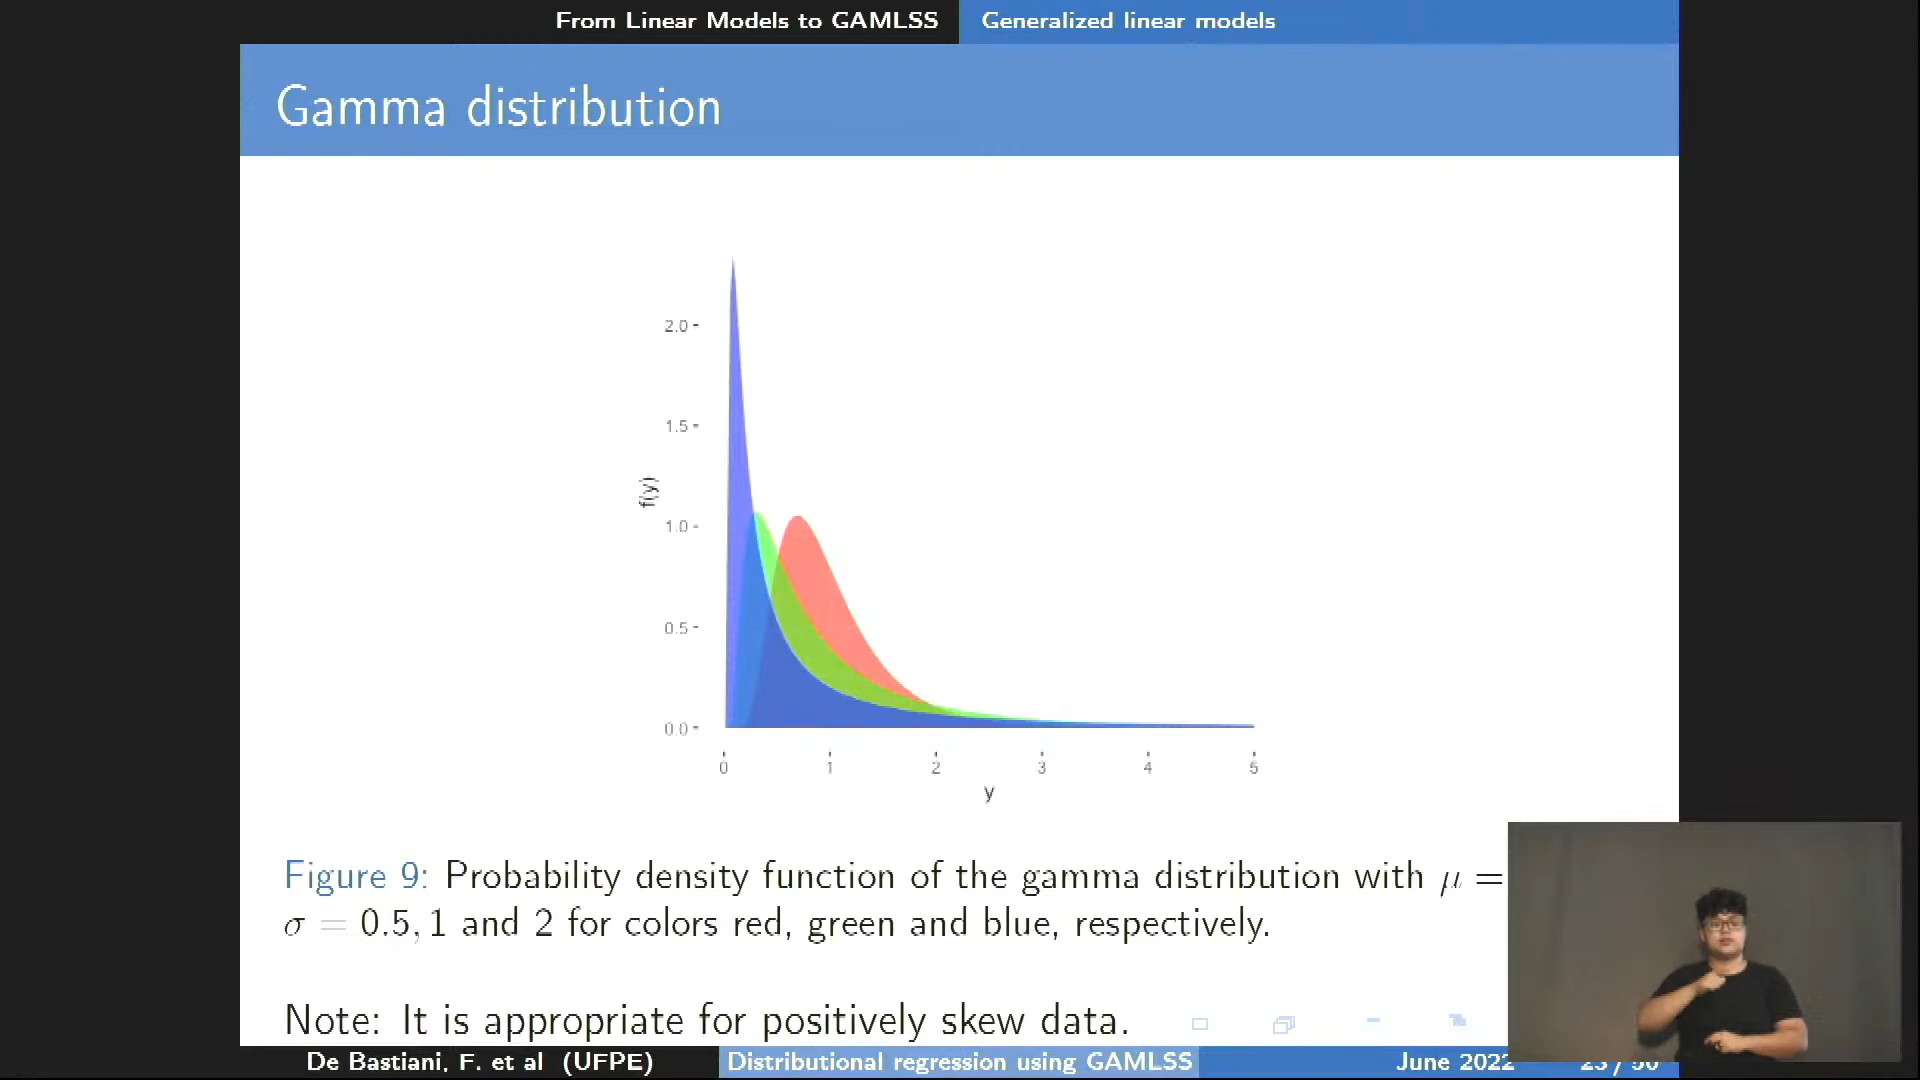 From Linear Models to GAMLSS Generalized linear models
Gamma distribution
2.0
1.5
f(y)
1.0
0.5
0.0
0 1 2 3 4 5
y
Figure 9: Probability density function of the gamma distribution with μ =
σ = 0.5, 1 and 2 for colors red, green and blue, respectively.
Note: It is appropriate for positively skew data.
De Bastiani, F. et al (UFPE) Distributional regression using GAMLSS June 2022